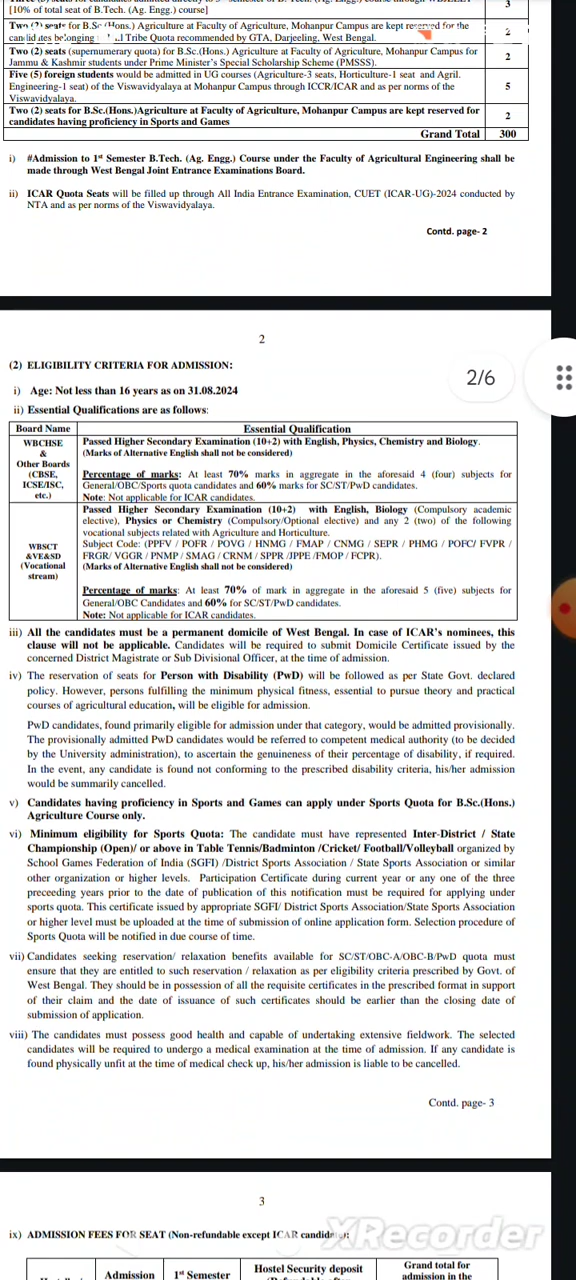 [10% of total seat of B.Tech. (Ag. Engg.) course]
3
Two (2) seats for B.Sc (Hons.) Agriculture at Faculty of Agriculture, Mohanpur Campus are kept reserved for the
candidates belonging Tribe Quota recommended by GTA, Darjeeling, West Bengal.
2
Two (2) seats (supernumerary quota) for B.Sc.(Hons.) Agriculture at Faculty of Agriculture, Mohanpur Campus for
Jammu & Kashmir students under Prime Minister's Special Scholarship Scheme (PMSSS).
2
Five (5) foreign students would be admitted in UG courses (Agriculture-3 seats, Horticulture-1 seat and Agril.
Engineering-1 seat) of the Viswavidyalaya at Mohanpur Campus through ICCR/ICAR and as per norms of the
Viswavidyalaya.
5
Two (2) seats for B.Sc.(Hons.)Agriculture at Faculty of Agriculture, Mohanpur Campus are kept reserved for
candidates having proficiency in Sports and Games
2
Grand Total 300
i) #Admission to 1st Semester B.Tech. (Ag. Engg.) Course under the Faculty of Agricultural Engineering shall be
made through West Bengal Joint Entrance Examinations Board.
ii) ICAR Quota Seats will be filled up through All India Entrance Examination, CUET (ICAR-UG)-2024 conducted by
NTA and as per norms of the Viswavidyalaya.
Contd. page- 2
2
2/6
(2) ELIGIBILITY CRITERIA FOR ADMISSION:
i) Age: Not less than 16 years as on 31.08.2024
ii) Essential Qualifications are as follows:
Board Name Essential Qualification
WBCHSE
&
Other Boards
(CBSE,
ICSE/ISC,
etc.)
Passed Higher Secondary Examination (10+2) with English, Physics, Chemistry and Biology.
(Marks of Alternative English shall not be considered)
Percentage of marks: At least 70% marks in aggregate in the aforesaid 4 (four) subjects for
General/OBC/Sports quota candidates and 60% marks for SC/ST/PwD candidates.
Note: Not applicable for ICAR candidates.
WBSCT
&VE&SD
(Vocational
stream)
Passed Higher Secondary Examination (10+2) with English, Biology (Compulsory academic
elective), Physics or Chemistry (Compulsory/Optional elective) and any 2 (two) of the following
vocational subjects related with Agriculture and Horticulture.
Subject Code: (PPFV / POFR / POVG / HNMG / FMAP / CNMG / SEPR / PHMG / POFC/ FVPR /
FRGR/ VGGR / PNMP / SMAG / CRNM / SPPR /JPPE /FMOP / FCPR).
(Marks of Alternative English shall not be considered)
Percentage of marks: At least 70% of mark in aggregate in the aforesaid 5 (five) subjects for
General/OBC Candidates and 60% for SC/ST/PwD candidates.
Note: Not applicable for ICAR candidates.
iii) All the candidates must be a permanent domicile of West Bengal. In case of ICAR's nominees, this
clause will not be applicable. Candidates will be required to submit Domicile Certificate issued by the
concerned District Magistrate or Sub Divisional Officer, at the time of admission.
iv) The reservation of seats for Person with Disability (PwD) will be followed as per State Govt. declared
policy. However, persons fulfilling the minimum physical fitness, essential to pursue theory and practical
courses of agricultural education, will be eligible for admission.
PwD candidates, found primarily eligible for admission under that category, would be admitted provisionally.
The provisionally admitted PwD candidates would be referred to competent medical authority (to be decided
by the University administration), to ascertain the genuineness of their percentage of disability, if required.
In the event, any candidate is found not conforming to the prescribed disability criteria, his/her admission
would be summarily cancelled.
v) Candidates having proficiency in Sports and Games can apply under Sports Quota for B.Sc.(Hons.)
Agriculture Course only.
vi) Minimum eligibility for Sports Quota: The candidate must have represented Inter-District / State
Championship (Open)/ or above in Table Tennis/Badminton /Cricket/ Football/Volleyball organized by
School Games Federation of India (SGFI) /District Sports Association / State Sports Association or similar
other organization or higher levels. Participation Certificate during current year or any one of the three
preceeding years prior to the date of publication of this notification must be required for applying under
sports quota. This certificate issued by appropriate SGFI/ District Sports Association/State Sports Association
or higher level must be uploaded at the time of submission of online application form. Selection procedure of
Sports Quota will be notified in due course of time.
vii) Candidates seeking reservation/ relaxation benefits available for SC/ST/OBC-A/OBC-B/PwD quota must
ensure that they are entitled to such reservation / relaxation as per eligibility criteria prescribed by Govt. of
West Bengal. They should be in possession of all the requisite certificates in the prescribed format in support
of their claim and the date of issuance of such certificates should be earlier than the closing date of
submission of application.
viii) The candidates must possess good health and capable of undertaking extensive fieldwork. The selected
candidates will be required to undergo a medical examination at the time of admission. If any candidate is
found physically unfit at the time of medical check up, his/her admission is liable to be cancelled.
Contd. page- 3
3
ix) ADMISSION FEES FOR SEAT (Non-refundable except ICAR candidate):
XRecorder
Admission
1st Semester
Hostel Security deposit
Grand total for
admission in the